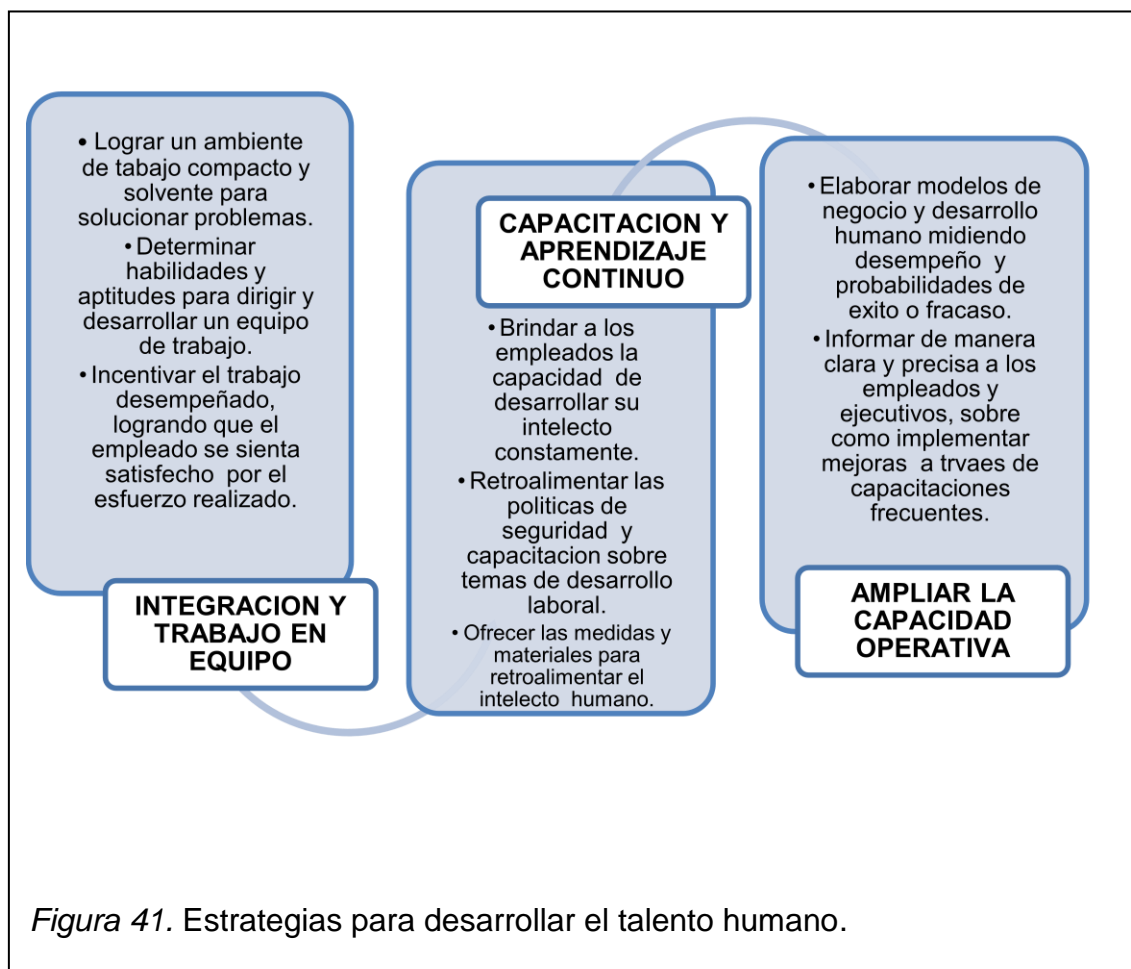 • Lograr un ambiente
de tabajo compacto y
solvente para
solucionar problemas.
• Determinar
habilidades y
aptitudes para dirigir y
desarrollar un equipo
de trabajo.
• Incentivar el trabajo
desempeñado,
logrando que el
empleado se sienta
satisfecho por el
esfuerzo realizado.
INTEGRACION Y
TRABAJO EN
EQUIPO
CAPACITACION Y
APRENDIZAJE
CONTINUO
• Brindar a los
empleados la
capacidad de
desarrollar su
intelecto
constamente.
• Retroalimentar las
politicas de
seguridad y
capacitacion sobre
temas de desarrollo
laboral.
• Ofrecer las medidas y
materiales para
retroalimentar el
intelecto humano.
• Elaborar modelos de
negocio y desarrollo
humano midiendo
desempeño y
probabilidades de
exito o fracaso.
• Informar de manera
clara y precisa a los
empleados y
ejecutivos, sobre
como implementar
mejoras a trvaes de
capacitaciones
frecuentes.
AMPLIAR LA
CAPACIDAD
OPERATIVA
Figura 41. Estrategias para desarrollar el talento humano.